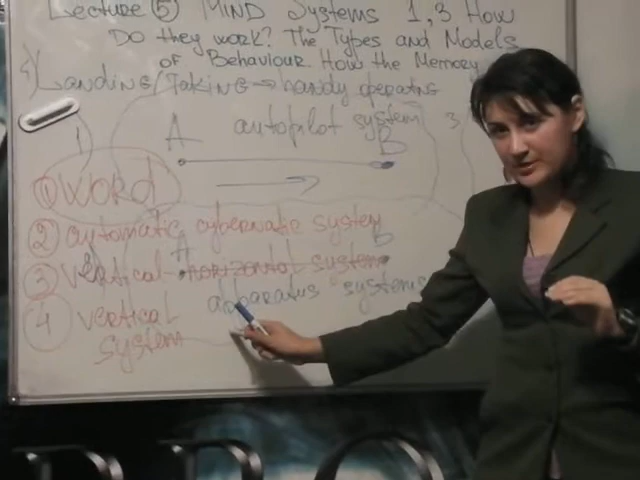 Lecture 5 MIND Systems 1, 3 How
Do they work? The Types and Models
of Behaviour How the Memory
4) Landing/Taking → handy operating
1 A autopilot system B 3
1 WORD
2 automatic cybernatic system
A B
3 vertical-horizontal system
apparatus "systems
4 vertical
system